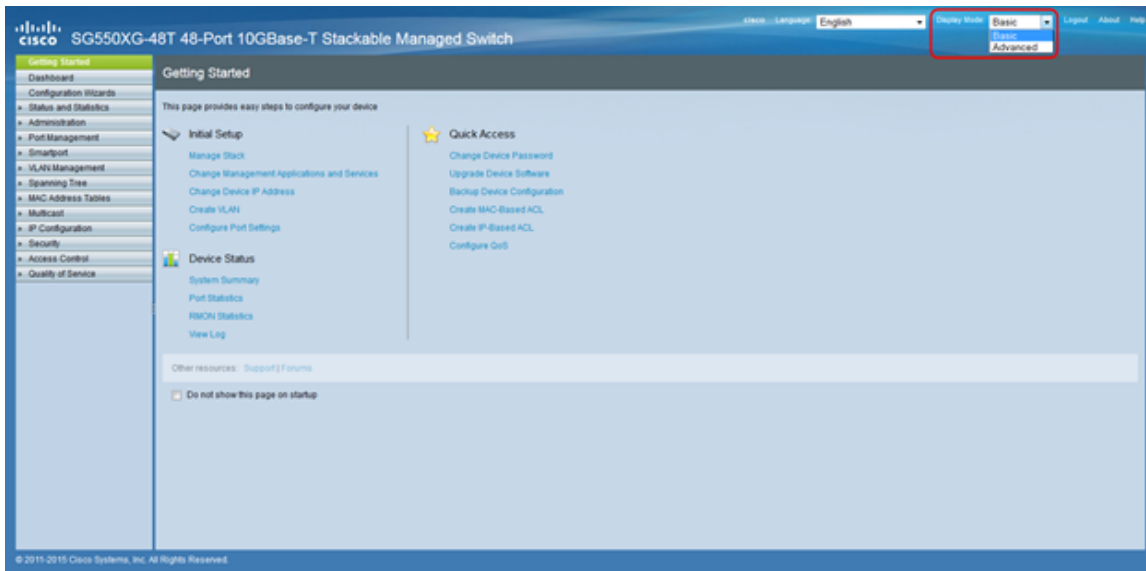 cisco SG550XG-48T 48-Port 10GBase-T Stackable Managed Switch
cisco Language: English Display Mode: Basic Logout About Help
Basic
Advanced
Getting Started
Dashboard
Configuration Wizards
Status and Statistics
Administration
Port Management
Smartport
VLAN Management
Spanning Tree
MAC Address Tables
Multicast
IP Configuration
Security
Access Control
Quality of Service
Getting Started
This page provides easy steps to configure your device
Initial Setup
Manage Stack
Change Management Applications and Services
Change Device IP Address
Create VLAN
Configure Port Settings
Device Status
System Summary
Port Statistics
RMON Statistics
View Log
Quick Access
Change Device Password
Upgrade Device Software
Backup Device Configuration
Create MAC-Based ACL
Create IP-Based ACL
Configure QoS
Other resources: Support | Forums
Do not show this page on startup
© 2011-2015 Cisco Systems, Inc. All Rights Reserved.